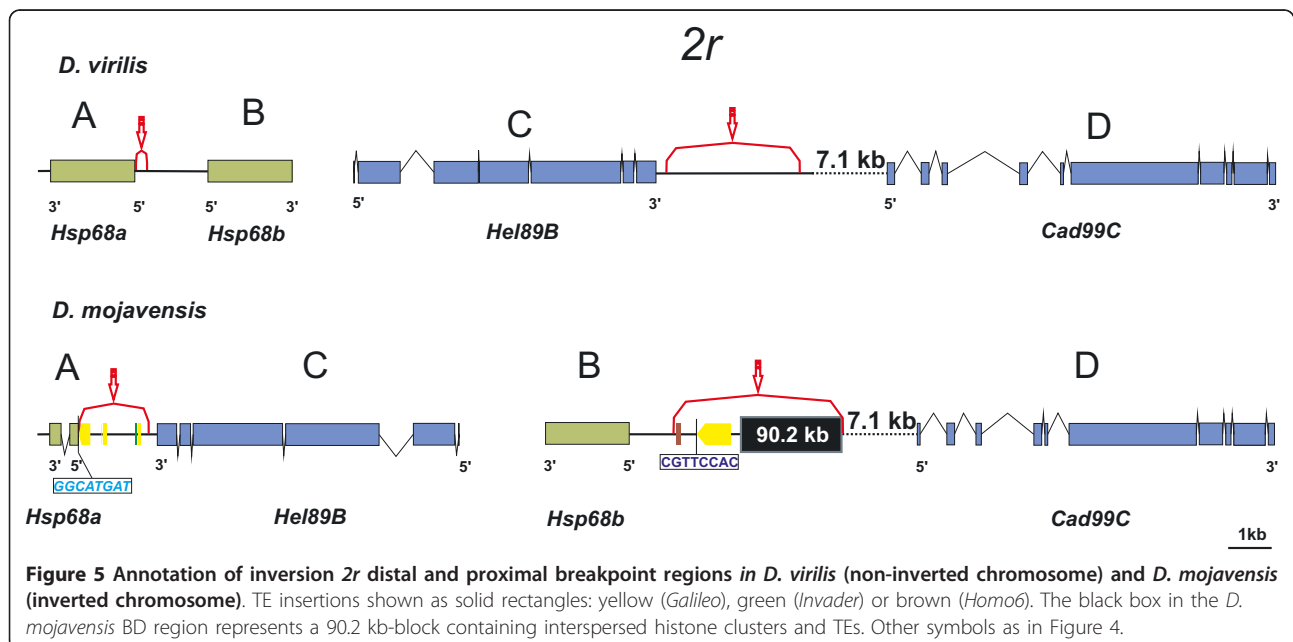 2r
D. virilis
A B C D
7.1 kb
3' 5' 5' 3' 5' 3' 5' 3'
Hsp68a Hsp68b Hel89B Cad99C
D. mojavensis
A C B D
7.1 kb
90.2 kb
3' 5' 3' 5' 3' 5' 5' 3'
GGCATGAT CGTTCCAC
Hsp68a Hel89B Hsp68b Cad99C
1kb
Figure 5 Annotation of inversion 2r distal and proximal breakpoint regions in D. virilis (non-inverted chromosome) and D. mojavensis
(inverted chromosome). TE insertions shown as solid rectangles: yellow (Galileo), green (Invader) or brown (Homo6). The black box in the D.
mojavensis BD region represents a 90.2 kb-block containing interspersed histone clusters and TEs. Other symbols as in Figure 4.